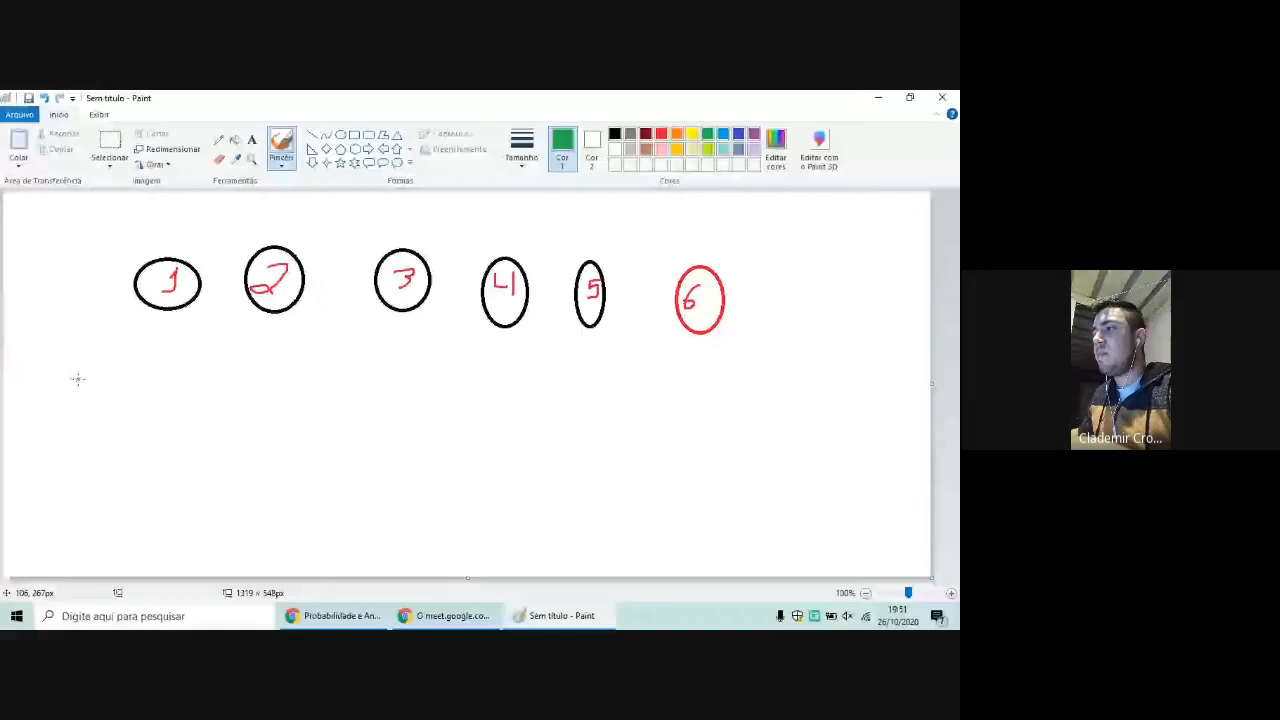 Sem título - Paint
Arquivo
Início
Exibir
Colar
Recortar
Copiar
Selecionar
Cortar
Redimensionar
Girar
A
Pincéis
Contorno
Preenchimento
Tamanho
Cor
1
Cor
2
Editar
cores
Editar com
o Paint 3D
Área de Transferência
Imagem
Ferramentas
Formas
Cores
1 2 3 4 5 6
106, 267px
1319 × 548px
100%
Digite aqui para pesquisar
Probabilidade e An...
O meet.google.co...
Sem título - Paint
19:51
26/10/2020
Clademir Cro...